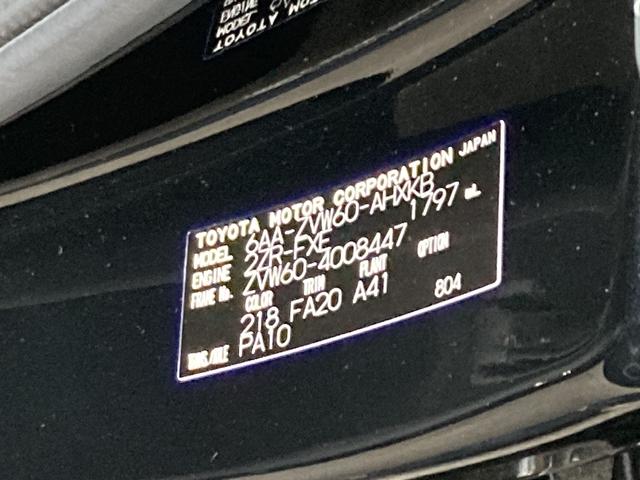 TOYOTA MOTOR CORPORATION JAPAN
MODEL 6AA-ZVW60-AHXKB
ENGINE 2ZR-FXE 1797 mL
FRAME No. ZVW60-4008447
COLOR TRIM PLANT OPTION
218 FA20 A41 804
TRANS/AXLE PA10